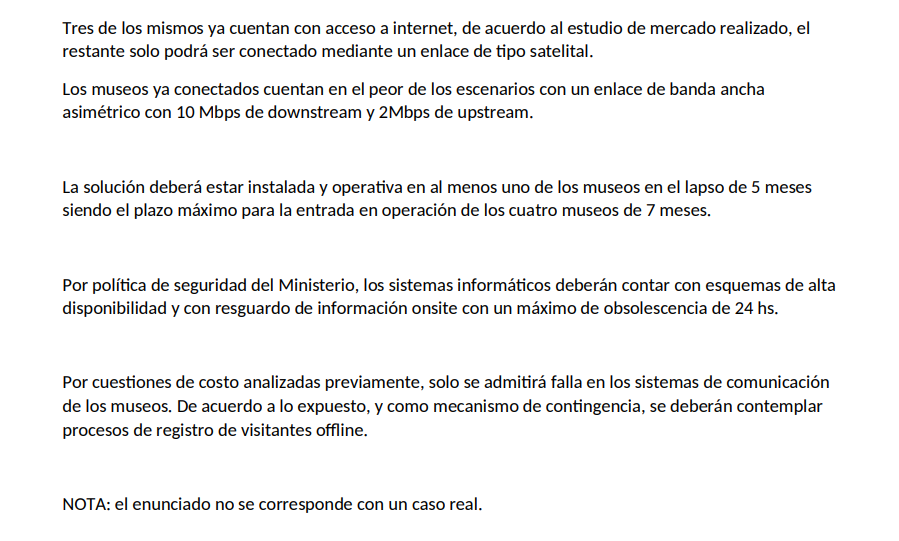 Tres de los mismos ya cuentan con acceso a internet, de acuerdo al estudio de mercado realizado, el
restante solo podrá ser conectado mediante un enlace de tipo satelital.
Los museos ya conectados cuentan en el peor de los escenarios con un enlace de banda ancha
asimétrico con 10 Mbps de downstream y 2Mbps de upstream.
La solución deberá estar instalada y operativa en al menos uno de los museos en el lapso de 5 meses
siendo el plazo máximo para la entrada en operación de los cuatro museos de 7 meses.
Por política de seguridad del Ministerio, los sistemas informáticos deberán contar con esquemas de alta
disponibilidad y con resguardo de información onsite con un máximo de obsolescencia de 24 hs.
Por cuestiones de costo analizadas previamente, solo se admitirá falla en los sistemas de comunicación
de los museos. De acuerdo a lo expuesto, y como mecanismo de contingencia, se deberán contemplar
procesos de registro de visitantes offline.
NOTA: el enunciado no se corresponde con un caso real.